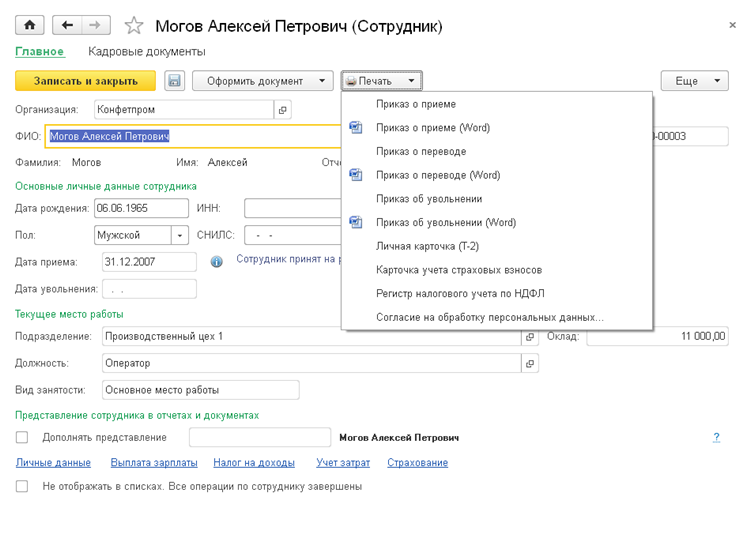 Могов Алексей Петрович (Сотрудник)
Главное Кадровые документы
Записать и закрыть Оформить документ Печать Еще
Приказ о приеме
Приказ о приеме (Word)
Приказ о переводе
Приказ о переводе (Word)
Приказ об увольнении
Приказ об увольнении (Word)
Личная карточка (Т-2)
Карточка учета страховых взносов
Регистр налогового учета по НДФЛ
Согласие на обработку персональных данных...
Организация: Конфетпром
ФИО: Могов Алексей Петрович 0-00003
Фамилия: Могов Имя: Алексей Отче
Основные личные данные сотрудника
Дата рождения: 06.06.1965 ИНН:
Пол: Мужской СНИЛС: - -
Дата приема: 31.12.2007 Сотрудник принят на р
Дата увольнения: . .
Текущее место работы
Подразделение: Производственный цех 1 Оклад: 11 000,00
Должность: Оператор
Вид занятости: Основное место работы
Представление сотрудника в отчетах и документах
Дополнять представление Могов Алексей Петрович ?
Личные данные Выплата зарплаты Налог на доходы Учет затрат Страхование
Не отображать в списках. Все операции по сотруднику завершены